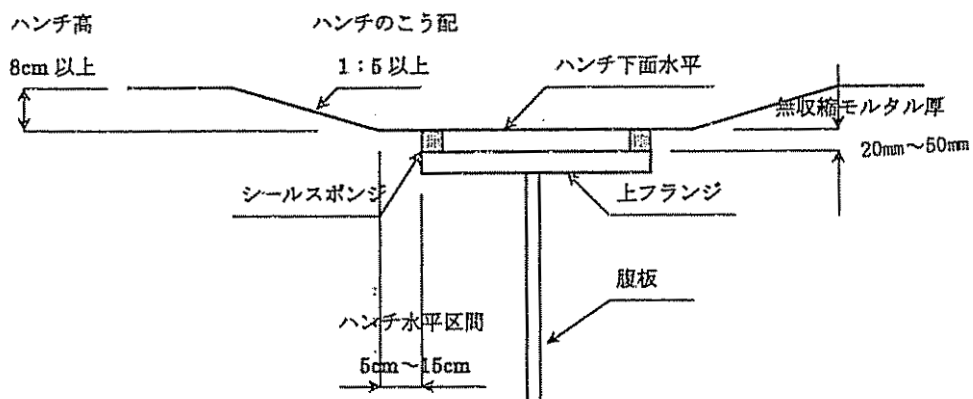 ハンチ高
8cm 以上
ハンチのこう配
1：5 以上
ハンチ下面水平
無収縮モルタル厚
20mm～50mm
シールスポンジ
上フランジ
腹板
ハンチ水平区間
5cm～15cm